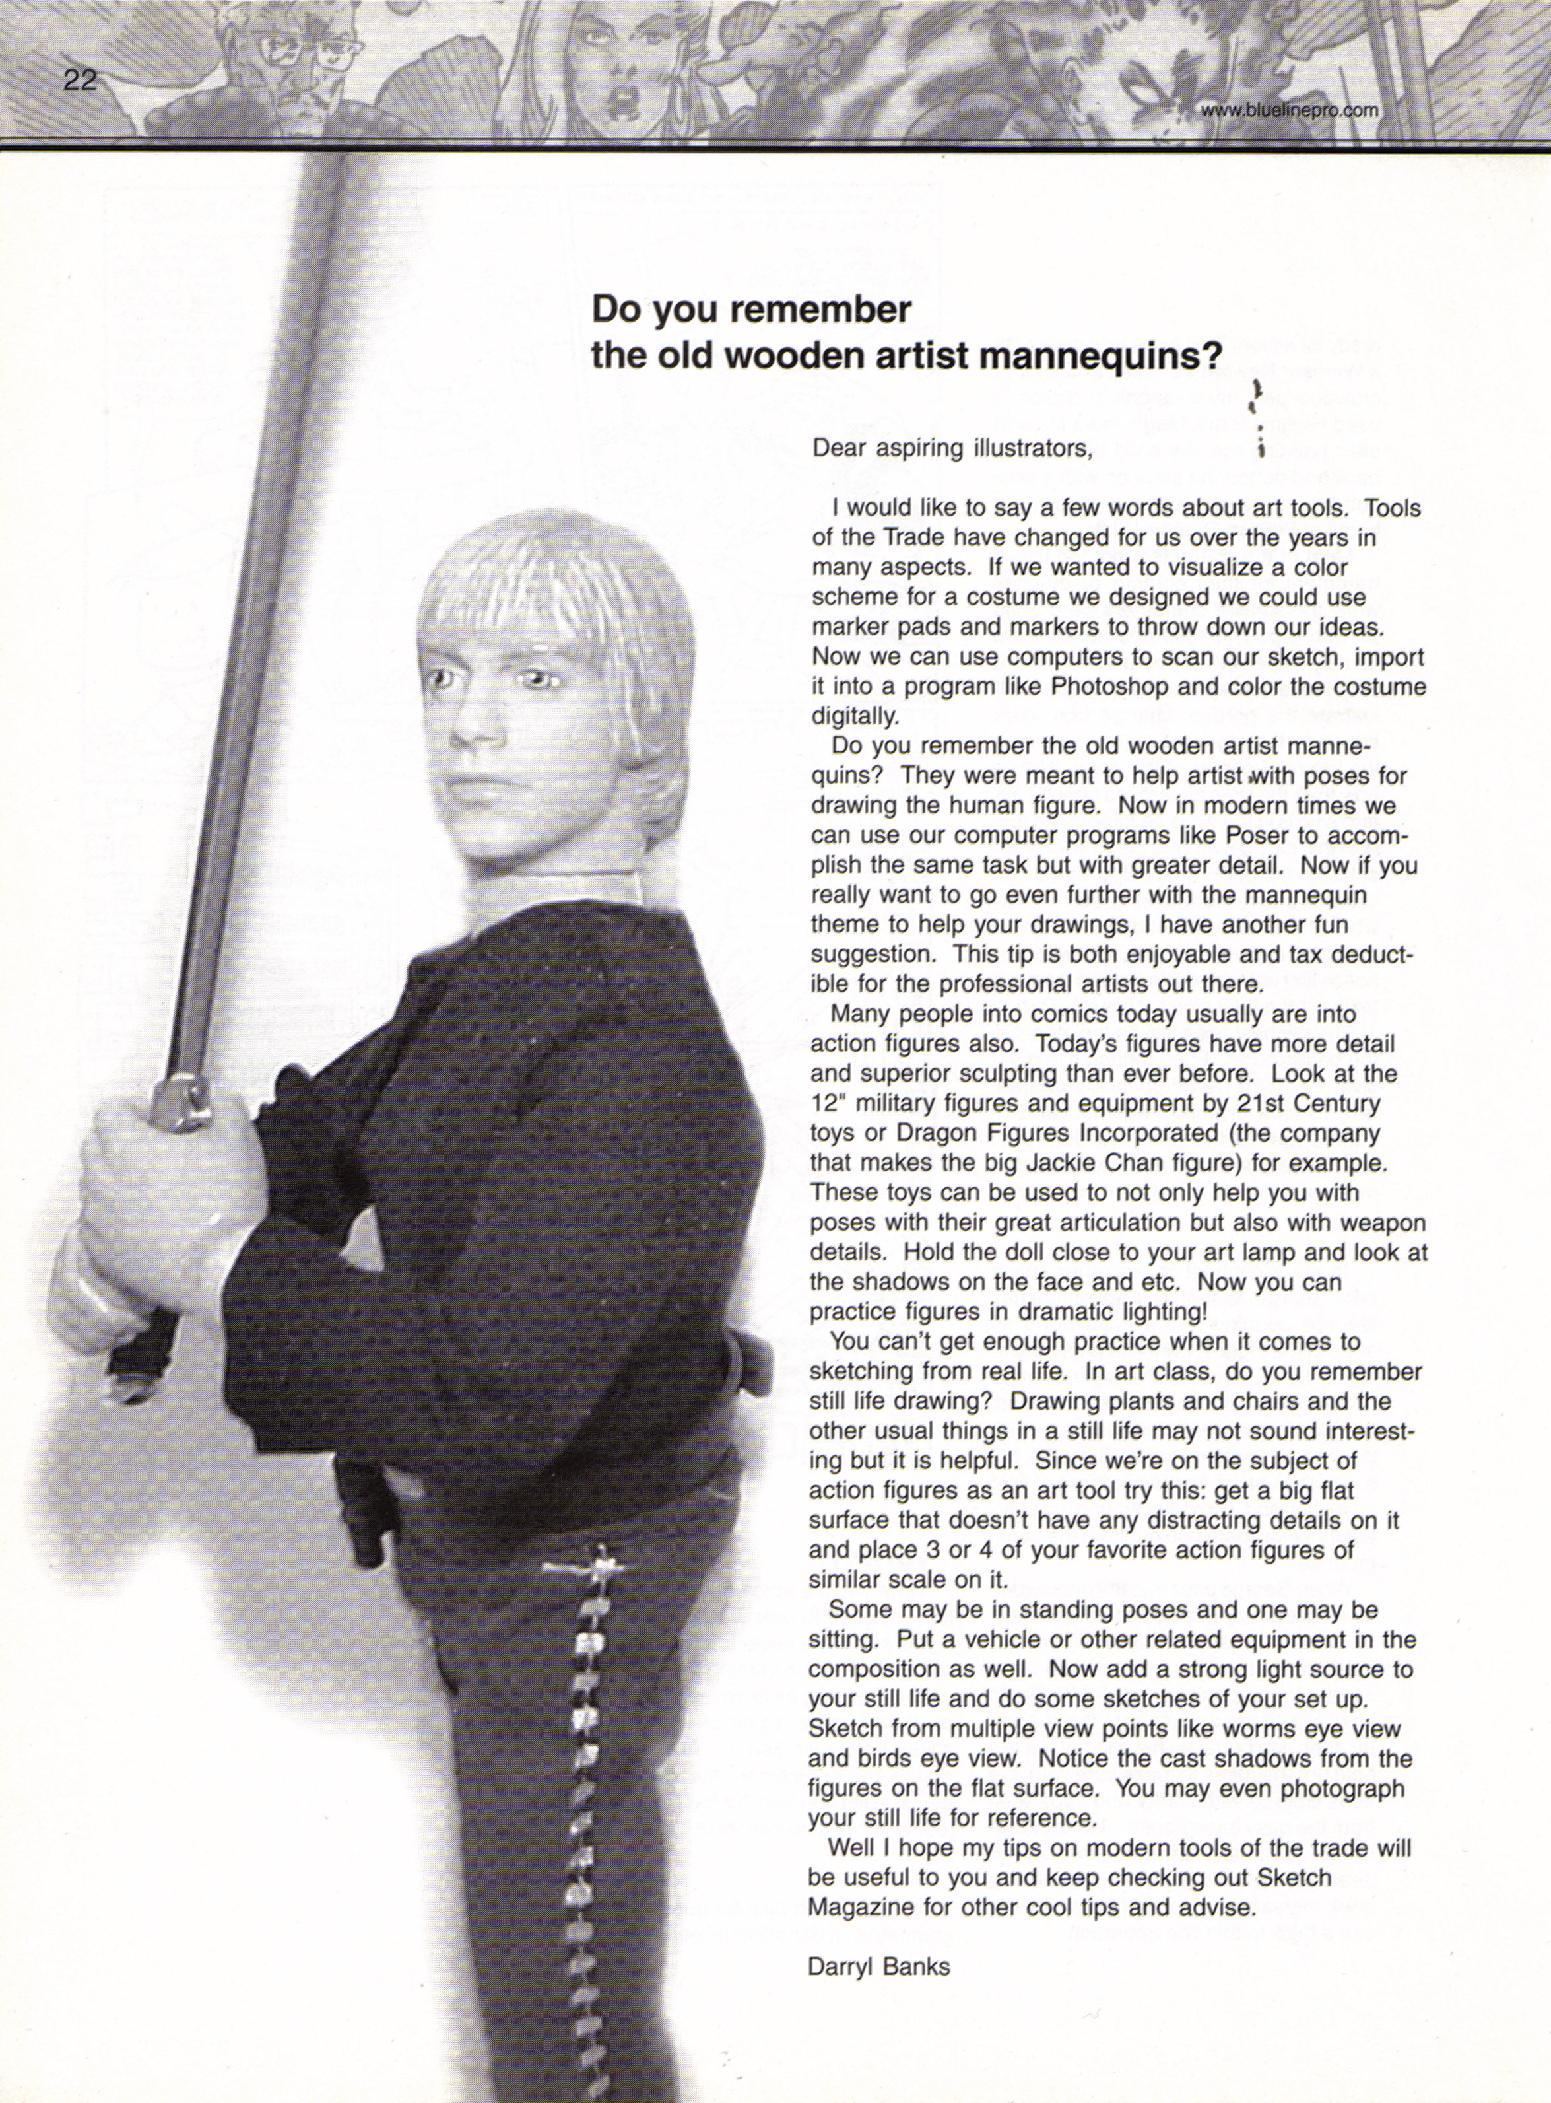 22
www.bluelinepro.com
Do you remember
the old wooden artist mannequins?
Dear aspiring illustrators,
I would like to say a few words about art tools. Tools
of the Trade have changed for us over the years in
many aspects. If we wanted to visualize a color
scheme for a costume we designed we could use
marker pads and markers to throw down our ideas.
Now we can use computers to scan our sketch, import
it into a program like Photoshop and color the costume
digitally.
Do you remember the old wooden artist manne-
quins? They were meant to help artist with poses for
drawing the human figure. Now in modern times we
can use our computer programs like Poser to accom-
plish the same task but with greater detail. Now if you
really want to go even further with the mannequin
theme to help your drawings, I have another fun
suggestion. This tip is both enjoyable and tax deduct-
ible for the professional artists out there.
Many people into comics today usually are into
action figures also. Today's figures have more detail
and superior sculpting than ever before. Look at the
12" military figures and equipment by 21st Century
toys or Dragon Figures Incorporated (the company
that makes the big Jackie Chan figure) for example.
These toys can be used to not only help you with
poses with their great articulation but also with weapon
details. Hold the doll close to your art lamp and look at
the shadows on the face and etc. Now you can
practice figures in dramatic lighting!
You can't get enough practice when it comes to
sketching from real life. In art class, do you remember
still life drawing? Drawing plants and chairs and the
other usual things in a still life may not sound interest-
ing but it is helpful. Since we're on the subject of
action figures as an art tool try this: get a big flat
surface that doesn't have any distracting details on it
and place 3 or 4 of your favorite action figures of
similar scale on it.
Some may be in standing poses and one may be
sitting. Put a vehicle or other related equipment in the
composition as well. Now add a strong light source to
your still life and do some sketches of your set up.
Sketch from multiple view points like worms eye view
and birds eye view. Notice the cast shadows from the
figures on the flat surface. You may even photograph
your still life for reference.
Well I hope my tips on modern tools of the trade will
be useful to you and keep checking out Sketch
Magazine for other cool tips and advise.
Darryl Banks